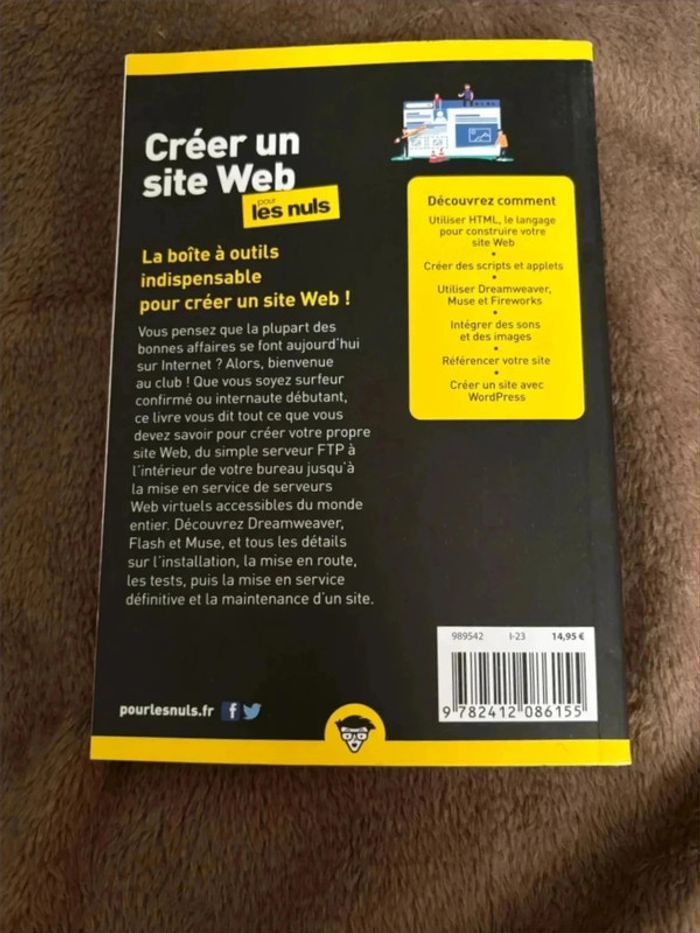 Créer un
site Web
pour
les nuls
La boîte à outils
indispensable
pour créer un site Web !
Vous pensez que la plupart des
bonnes affaires se font aujourd'hui
sur Internet ? Alors, bienvenue
au club ! Que vous soyez surfeur
confirmé ou internaute débutant,
ce livre vous dit tout ce que vous
devez savoir pour créer votre propre
site Web, du simple serveur FTP à
l'intérieur de votre bureau jusqu'à
la mise en service de serveurs
Web virtuels accessibles du monde
entier. Découvrez Dreamweaver,
Flash et Muse, et tous les détails
sur l'installation, la mise en route,
les tests, puis la mise en service
définitive et la maintenance d'un site.
Découvrez comment
Utiliser HTML, le langage
pour construire votre
site Web
•
Créer des scripts et applets
•
Utiliser Dreamweaver,
Muse et Fireworks
•
Intégrer des sons
et des images
•
Référencer votre site
•
Créer un site avec
WordPress
pourlesnuls.fr f
989542 I-23 14,95 €
9 782412 086155